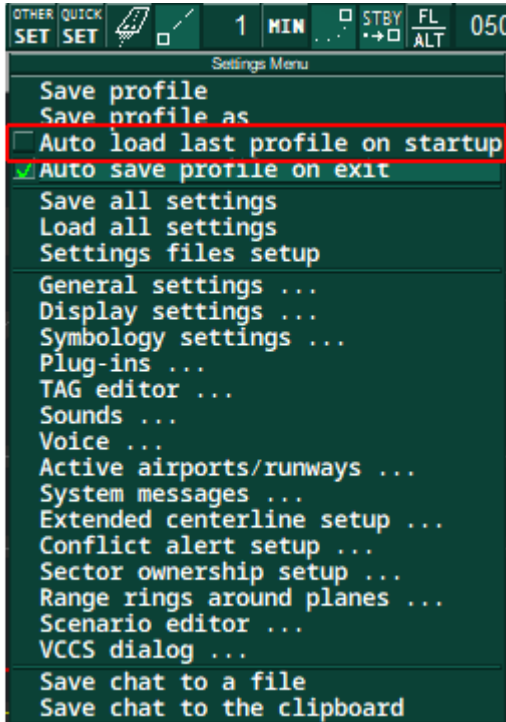 OTHER SET QUICK SET 1 MIN STBY FL ALT 050
Settings Menu
Save profile
Save profile as
Auto load last profile on startup
Auto save profile on exit
Save all settings
Load all settings
Settings files setup
General settings ...
Display settings ...
Symbology settings ...
Plug-ins ...
TAG editor ...
Sounds ...
Voice ...
Active airports/runways ...
System messages ...
Extended centerline setup ...
Conflict alert setup ...
Sector ownership setup ...
Range rings around planes ...
Scenario editor ...
VCCS dialog ...
Save chat to a file
Save chat to the clipboard